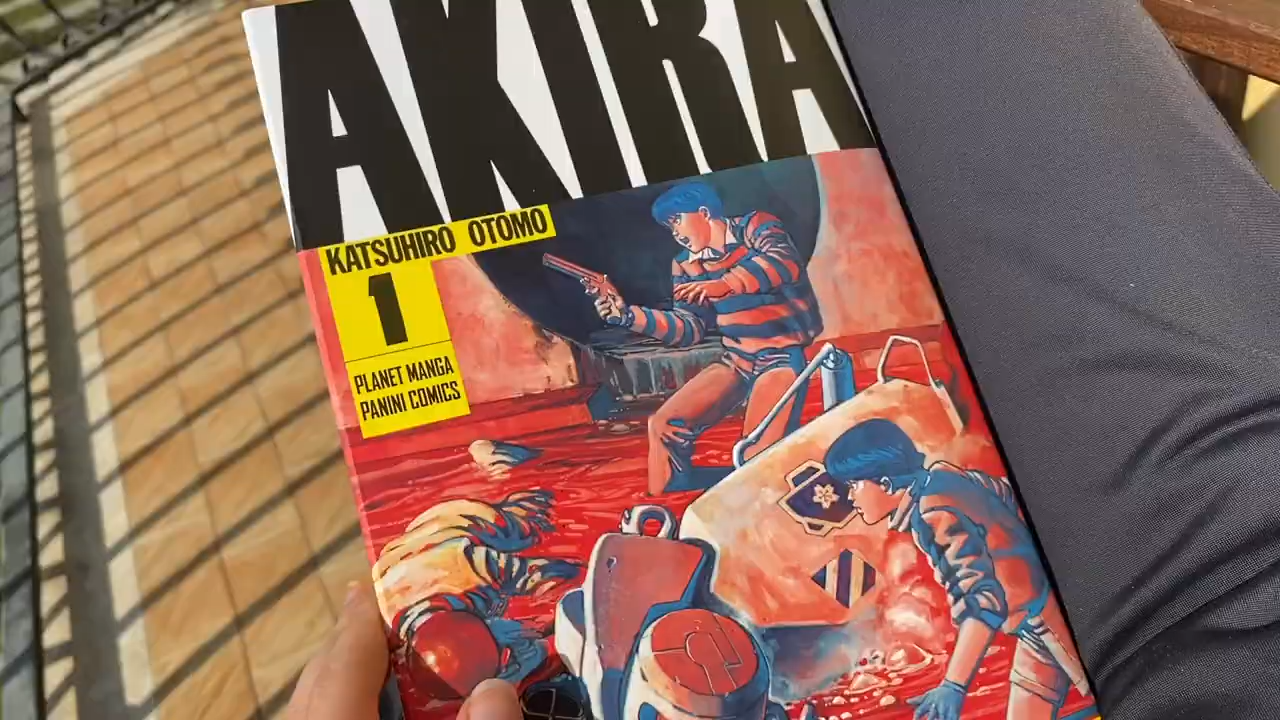 AKIRA
KATSUHIRO OTOMO
1
PLANET MANGA
PANINI COMICS